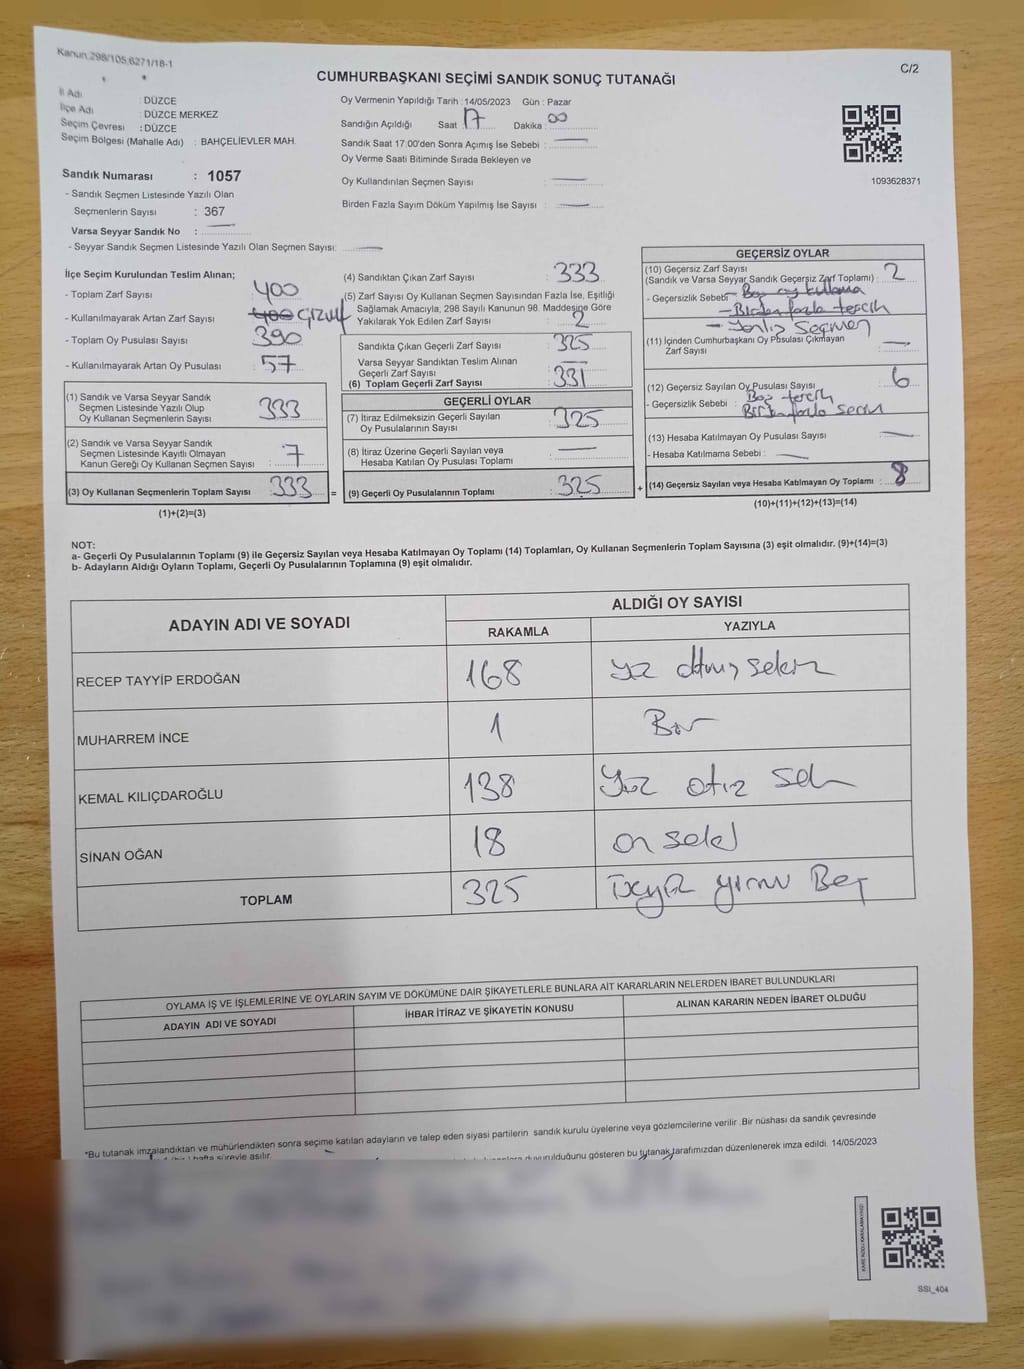 Kanun:298/105;6271/18-1
C/2
CUMHURBAŞKANI SEÇİMİ SANDIK SONUÇ TUTANAĞI
İl Adı : DÜZCE
İlçe Adı : DÜZCE MERKEZ
Seçim Çevresi : DÜZCE
Seçim Bölgesi (Mahalle Adı) : BAHÇELİEVLER MAH.
Sandık Numarası : 1057
- Sandık Seçmen Listesinde Yazılı Olan
Seçmenlerin Sayısı : 367
Varsa Seyyar Sandık No :
- Seyyar Sandık Seçmen Listesinde Yazılı Olan Seçmen Sayısı:
Oy Vermenin Yapıldığı Tarih : 14/05/2023 Gün : Pazar
Sandığın Açıldığı Saat 17 Dakika 00
Sandık Saat 17.00'den Sonra Açımış İse Sebebi :
Oy Verme Saati Bitiminde Sırada Bekleyen ve
Oy Kullandırılan Seçmen Sayısı :
Birden Fazla Sayım Döküm Yapılmış İse Sayısı :
1093628371
İlçe Seçim Kurulundan Teslim Alınan;
- Toplam Zarf Sayısı : 400
- Kullanılmayarak Artan Zarf Sayısı : 400
- Toplam Oy Pusulası Sayısı : 390
- Kullanılmayarak Artan Oy Pusulası : 57
(1) Sandık ve Varsa Seyyar Sandık
Seçmen Listesinde Yazılı Olup
Oy Kullanan Seçmenlerin Sayısı : 333
(2) Sandık ve Varsa Seyyar Sandık
Seçmen Listesinde Kayıtlı Olmayan
Kanun Gereği Oy Kullanan Seçmen Sayısı : 7
(3) Oy Kullanan Seçmenlerin Toplam Sayısı : 333 =
(1)+(2)=(3)
(4) Sandıktan Çıkan Zarf Sayısı : 333
(5) Zarf Sayısı Oy Kullanan Seçmen Sayısından Fazla İse, Eşitliği
Sağlamak Amacıyla, 298 Sayılı Kanunun 98. Maddesine Göre
Yakılarak Yok Edilen Zarf Sayısı : 2
Sandıkta Çıkan Geçerli Zarf Sayısı : 325
Varsa Seyyar Sandıktan Teslim Alınan
Geçerli Zarf Sayısı :
(6) Toplam Geçerli Zarf Sayısı : 331
GEÇERLİ OYLAR
(7) İtiraz Edilmeksizin Geçerli Sayılan
Oy Pusulalarının Sayısı : 325
(8) İtiraz Üzerine Geçerli Sayılan veya
Hesaba Katılan Oy Pusulası Toplamı :
(9) Geçerli Oy Pusulalarının Toplamı : 325 +
GEÇERSİZ OYLAR
(10) Geçersiz Zarf Sayısı
(Sandık ve Varsa Seyyar Sandık Geçersiz Zarf Toplamı) : 2
- Geçersizlik Sebebi : - Boş oy kullama
- Birden fazla tercih
- Yanlış Seçmen
(11) İçinden Cumhurbaşkanı Oy Pusulası Çıkmayan
Zarf Sayısı :
(12) Geçersiz Sayılan Oy Pusulası Sayısı : 6
- Geçersizlik Sebebi : Boş tercih
Birden fazla secim
(13) Hesaba Katılmayan Oy Pusulası Sayısı :
- Hesaba Katılmama Sebebi :
(14) Geçersiz Sayılan veya Hesaba Katılmayan Oy Toplamı : 8
(10)+(11)+(12)+(13)=(14)
NOT:
a- Geçerli Oy Pusulalarının Toplamı (9) ile Geçersiz Sayılan veya Hesaba Katılmayan Oy Toplamı (14) Toplamları, Oy Kullanan Seçmenlerin Toplam Sayısına (3) eşit olmalıdır. (9)+(14)=(3)
b- Adayların Aldığı Oyların Toplamı, Geçerli Oy Pusulalarının Toplamına (9) eşit olmalıdır.
ADAYIN ADI VE SOYADI
ALDIĞI OY SAYISI
RAKAMLA YAZIYLA
RECEP TAYYİP ERDOĞAN 168 yüz altmış sekiz
MUHARREM İNCE 1 Bir
KEMAL KILIÇDAROĞLU 138 Yüz otuz sekiz
SİNAN OĞAN 18 on sekiz
TOPLAM 325 üçyüz yirmi Beş
OYLAMA İŞ VE İŞLEMLERİNE VE OYLARIN SAYIM VE DÖKÜMÜNE DAİR ŞİKAYETLERLE BUNLARA AİT KARARLARIN NELERDEN İBARET BULUNDUKLARI
ADAYIN ADI VE SOYADI İHBAR İTİRAZ VE ŞİKAYETİN KONUSU ALINAN KARARIN NEDEN İBARET OLDUĞU
*Bu tutanak imzalandıktan ve mühürlendikten sonra seçime katılan adayların ve talep eden siyasi partilerin sandık kurulu üyelerine veya gözlemcilerine verilir .Bir nüshası da sandık çevresinde
hafta süreyle asılır.
duyurulduğunu gösteren bu tutanak tarafımızdan düzenlenerek imza edildi. 14/05/2023
SSI_404